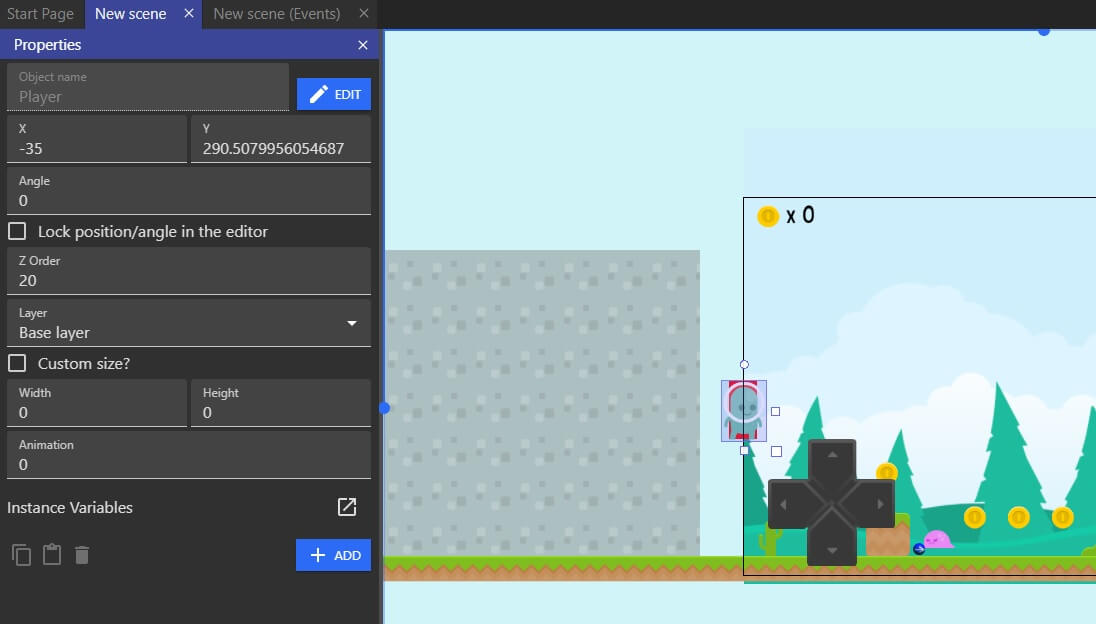 Start Page New scene × New scene (Events) ×
Properties ×
Object name
Player
EDIT
X
-35
Y
290.5079956054687
Angle
0
Lock position/angle in the editor
Z Order
20
Layer
Base layer
Custom size?
Width
0
Height
0
Animation
0
Instance Variables
+ ADD
x 0